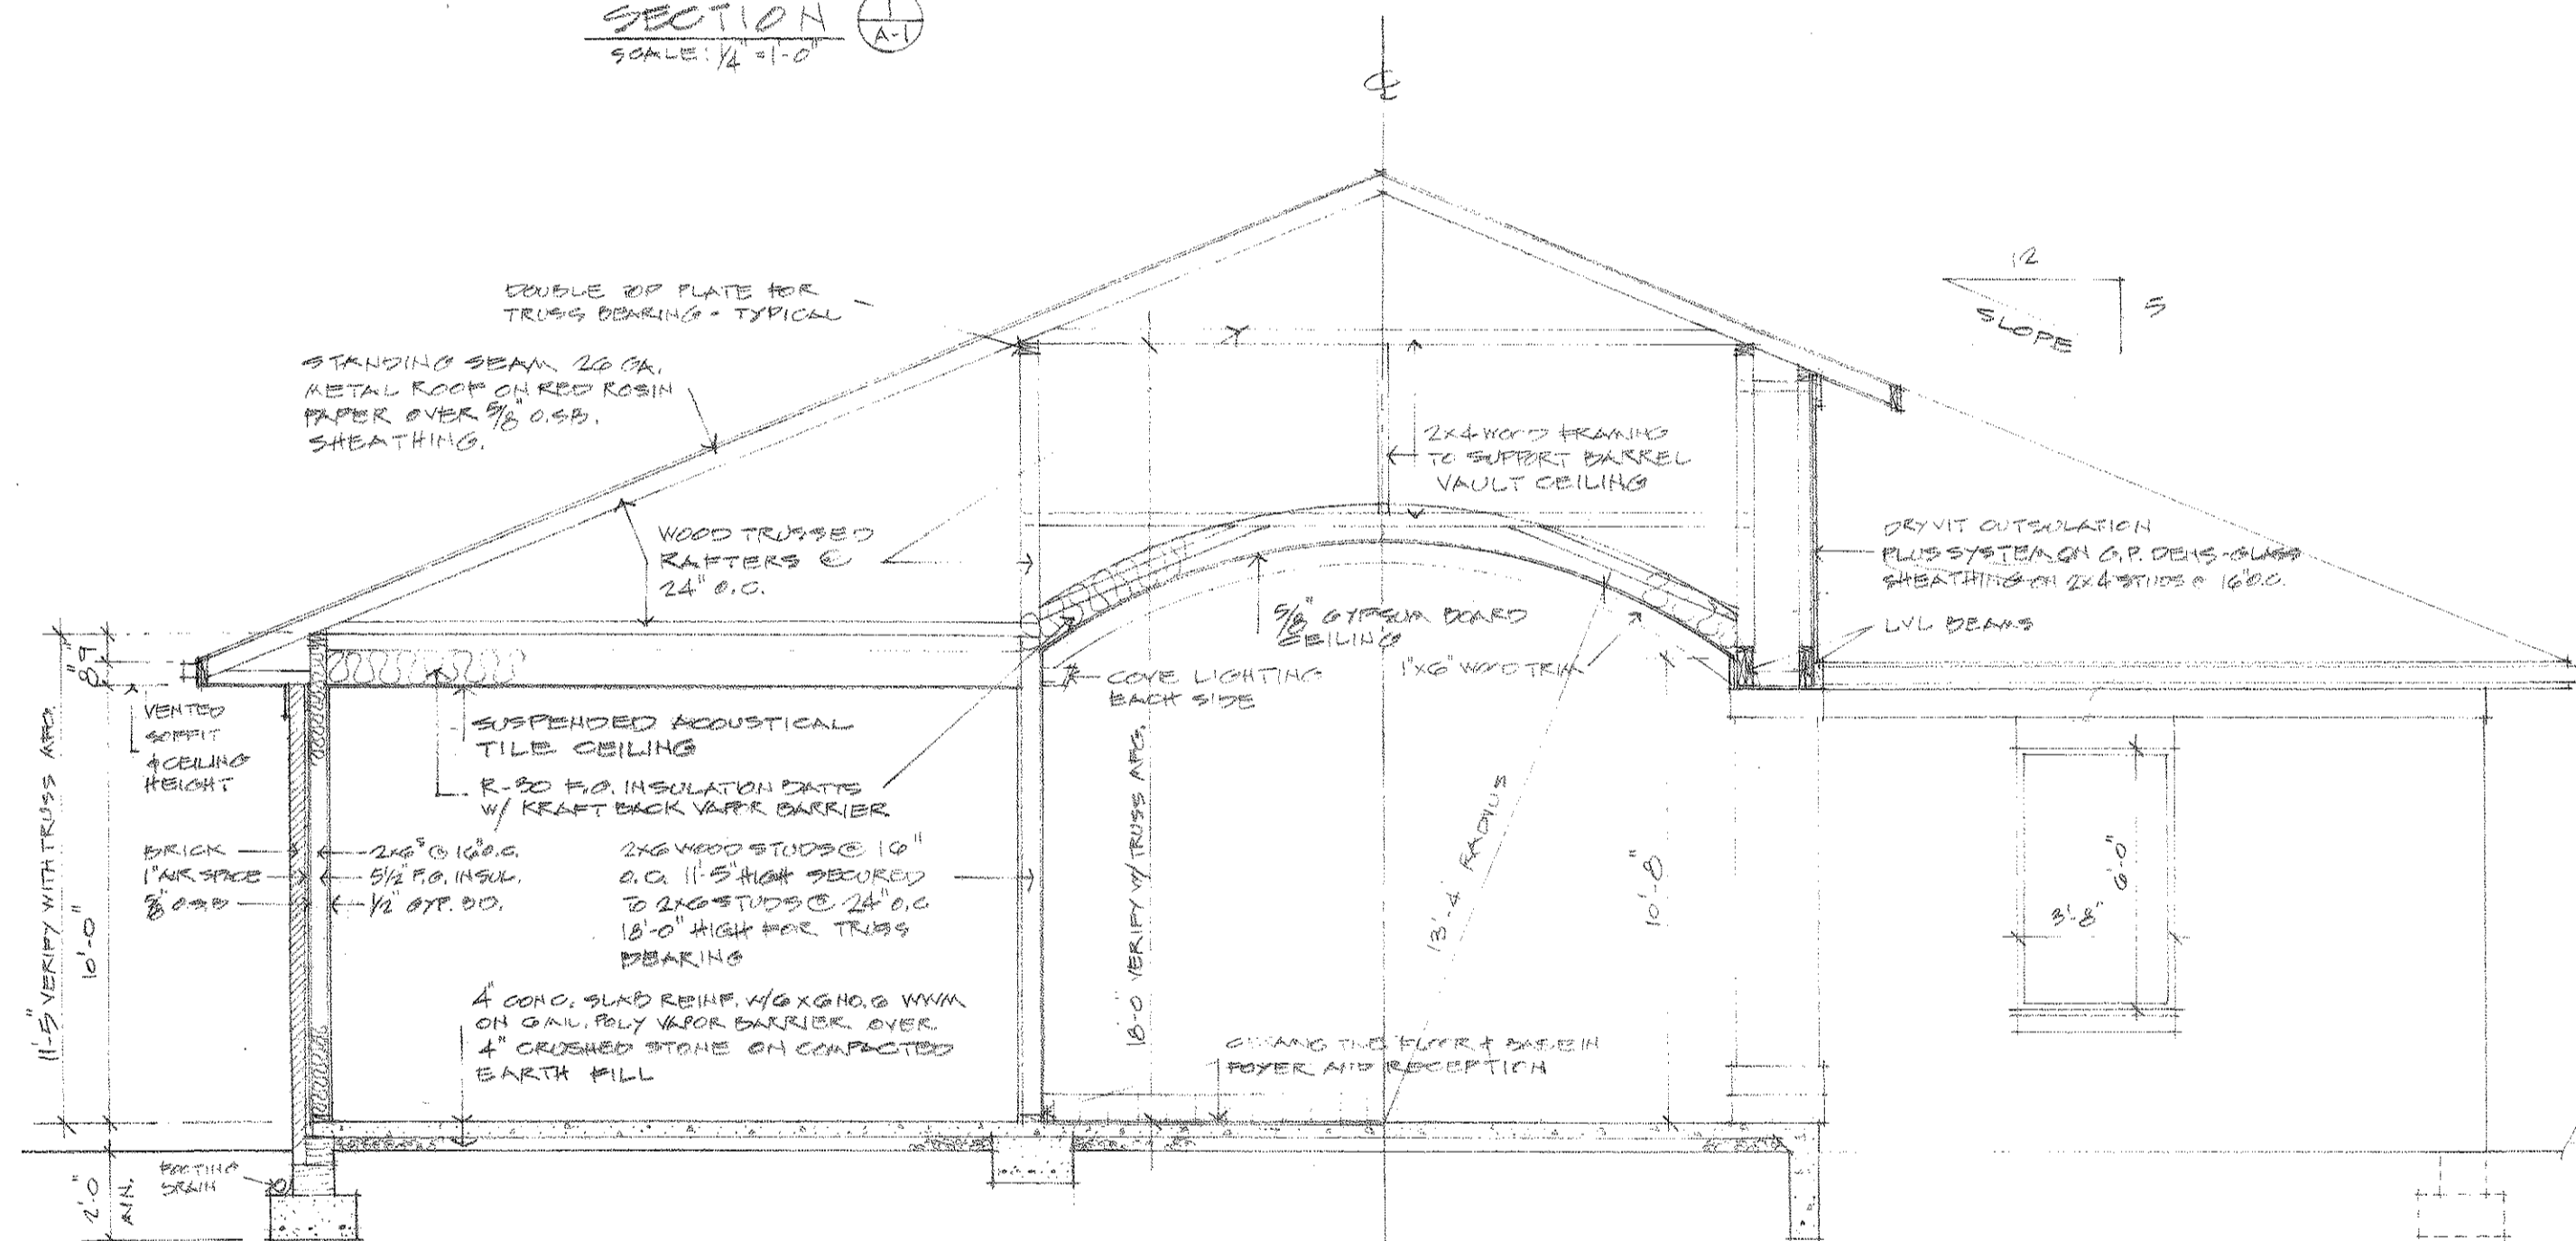 SECTION 1
A-1
SCALE: 1/4" = 1'-0"
℄
12
5
SLOPE
DOUBLE TOP PLATE FOR
TRUSS BEARING - TYPICAL
STANDING SEAM 26 GA.
METAL ROOF ON RED ROSIN
PAPER OVER 5/8" O.S.B.
SHEATHING.
2x4 WOOD FRAMING
TO SUPPORT BARREL
VAULT CEILING
WOOD TRUSSED
RAFTERS @
24" O.C.
DRYVIT OUTSULATION
PLUS SYSTEM ON G.P. DENS-GLASS
SHEATHING ON 2x4 STUDS @ 16" O.C.
5/8" GYPSUM BOARD
CEILING
LVL BEAMS
1"x6" WOOD TRIM
COVE LIGHTING
EACH SIDE
8"
9"
VENTED
SOFFIT
& CEILING
HEIGHT
SUSPENDED ACOUSTICAL
TILE CEILING
R-30 F.G. INSULATION BATTS
W/ KRAFT BACK VAPOR BARRIER
11'-5" VERIFY WITH TRUSS MFG.
10'-0"
BRICK
1" AIR SPACE
5/8" OSB
2x6's @ 16" O.C.
5 1/2" F.G. INSUL.
1/2" GYP. BD.
2x6 WOOD STUDS @ 16"
O.C. 11'-5" HIGH SECURED
TO 2x6 STUDS @ 24" O.C
18'-0" HIGH FOR TRUSS
BEARING
18'-0" VERIFY W/ TRUSS MFG.
13'-4" RADIUS
10'-8"
6'-0"
3'-8"
4" CONC. SLAB REINF. W/6x6 NO.6 WWM
ON 6 MIL. POLY VAPOR BARRIER OVER
4" CRUSHED STONE ON COMPACTED
EARTH FILL
TILE FLOOR & BASE IN
FOYER AND RECEPTION
FOOTING
DRAIN
2'-0"
MIN.